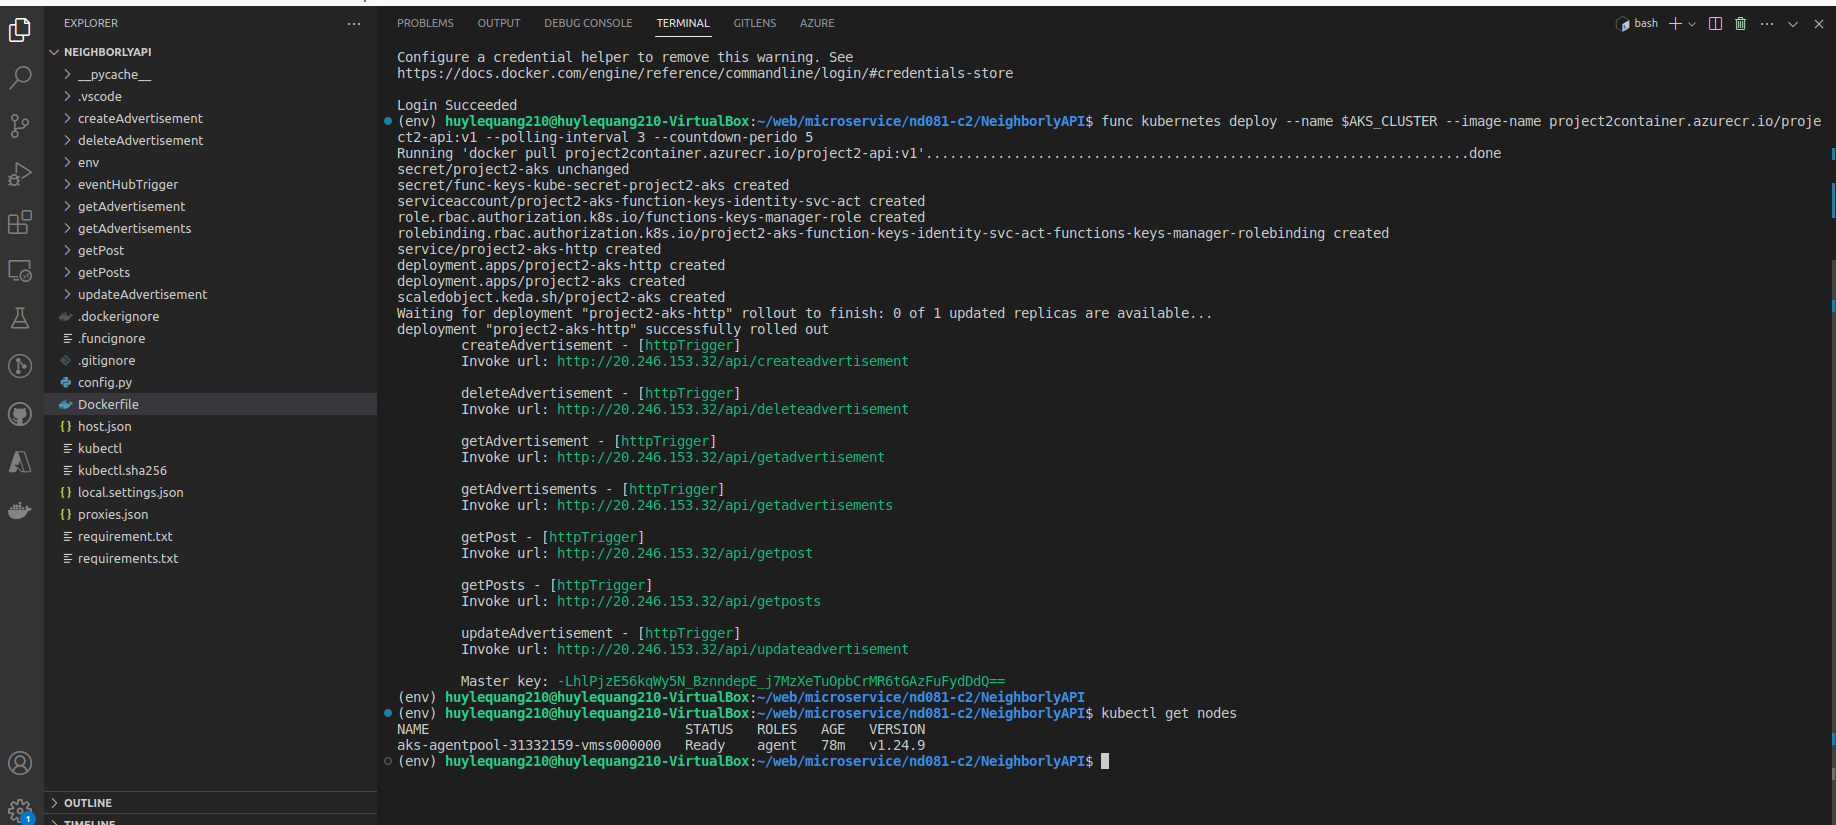 EXPLORER
NEIGHBORLYAPI
__pycache__
.vscode
createAdvertisement
deleteAdvertisement
env
eventHubTrigger
getAdvertisement
getAdvertisements
getPost
getPosts
updateAdvertisement
.dockerignore
.funcignore
.gitignore
config.py
Dockerfile
host.json
kubectl
kubectl.sha256
local.settings.json
proxies.json
requirement.txt
requirements.txt
OUTLINE
TIMELINE
1
PROBLEMS OUTPUT DEBUG CONSOLE TERMINAL GITLENS AZURE
bash
Configure a credential helper to remove this warning. See
https://docs.docker.com/engine/reference/commandline/login/#credentials-store
Login Succeeded
(env) huylequang210@huylequang210-VirtualBox:~/web/microservice/nd081-c2/NeighborlyAPI$ func kubernetes deploy --name $AKS_CLUSTER --image-name project2container.azurecr.io/proje
ct2-api:v1 --polling-interval 3 --countdown-perido 5
Running 'docker pull project2container.azurecr.io/project2-api:v1'....................................................................done
secret/project2-aks unchanged
secret/func-keys-kube-secret-project2-aks created
serviceaccount/project2-aks-function-keys-identity-svc-act created
role.rbac.authorization.k8s.io/functions-keys-manager-role created
rolebinding.rbac.authorization.k8s.io/project2-aks-function-keys-identity-svc-act-functions-keys-manager-rolebinding created
service/project2-aks-http created
deployment.apps/project2-aks-http created
deployment.apps/project2-aks created
scaledobject.keda.sh/project2-aks created
Waiting for deployment "project2-aks-http" rollout to finish: 0 of 1 updated replicas are available...
deployment "project2-aks-http" successfully rolled out
createAdvertisement - [httpTrigger]
Invoke url: http://20.246.153.32/api/createadvertisement
deleteAdvertisement - [httpTrigger]
Invoke url: http://20.246.153.32/api/deleteadvertisement
getAdvertisement - [httpTrigger]
Invoke url: http://20.246.153.32/api/getadvertisement
getAdvertisements - [httpTrigger]
Invoke url: http://20.246.153.32/api/getadvertisements
getPost - [httpTrigger]
Invoke url: http://20.246.153.32/api/getpost
getPosts - [httpTrigger]
Invoke url: http://20.246.153.32/api/getposts
updateAdvertisement - [httpTrigger]
Invoke url: http://20.246.153.32/api/updateadvertisement
Master key: -LhlPjzE56kqWy5N_BznndepE_j7MzXeTuOpbCrMR6tGAzFuFydDdQ==
(env) huylequang210@huylequang210-VirtualBox:~/web/microservice/nd081-c2/NeighborlyAPI
(env) huylequang210@huylequang210-VirtualBox:~/web/microservice/nd081-c2/NeighborlyAPI$ kubectl get nodes
NAME STATUS ROLES AGE VERSION
aks-agentpool-31332159-vmss000000 Ready agent 78m v1.24.9
(env) huylequang210@huylequang210-VirtualBox:~/web/microservice/nd081-c2/NeighborlyAPI$